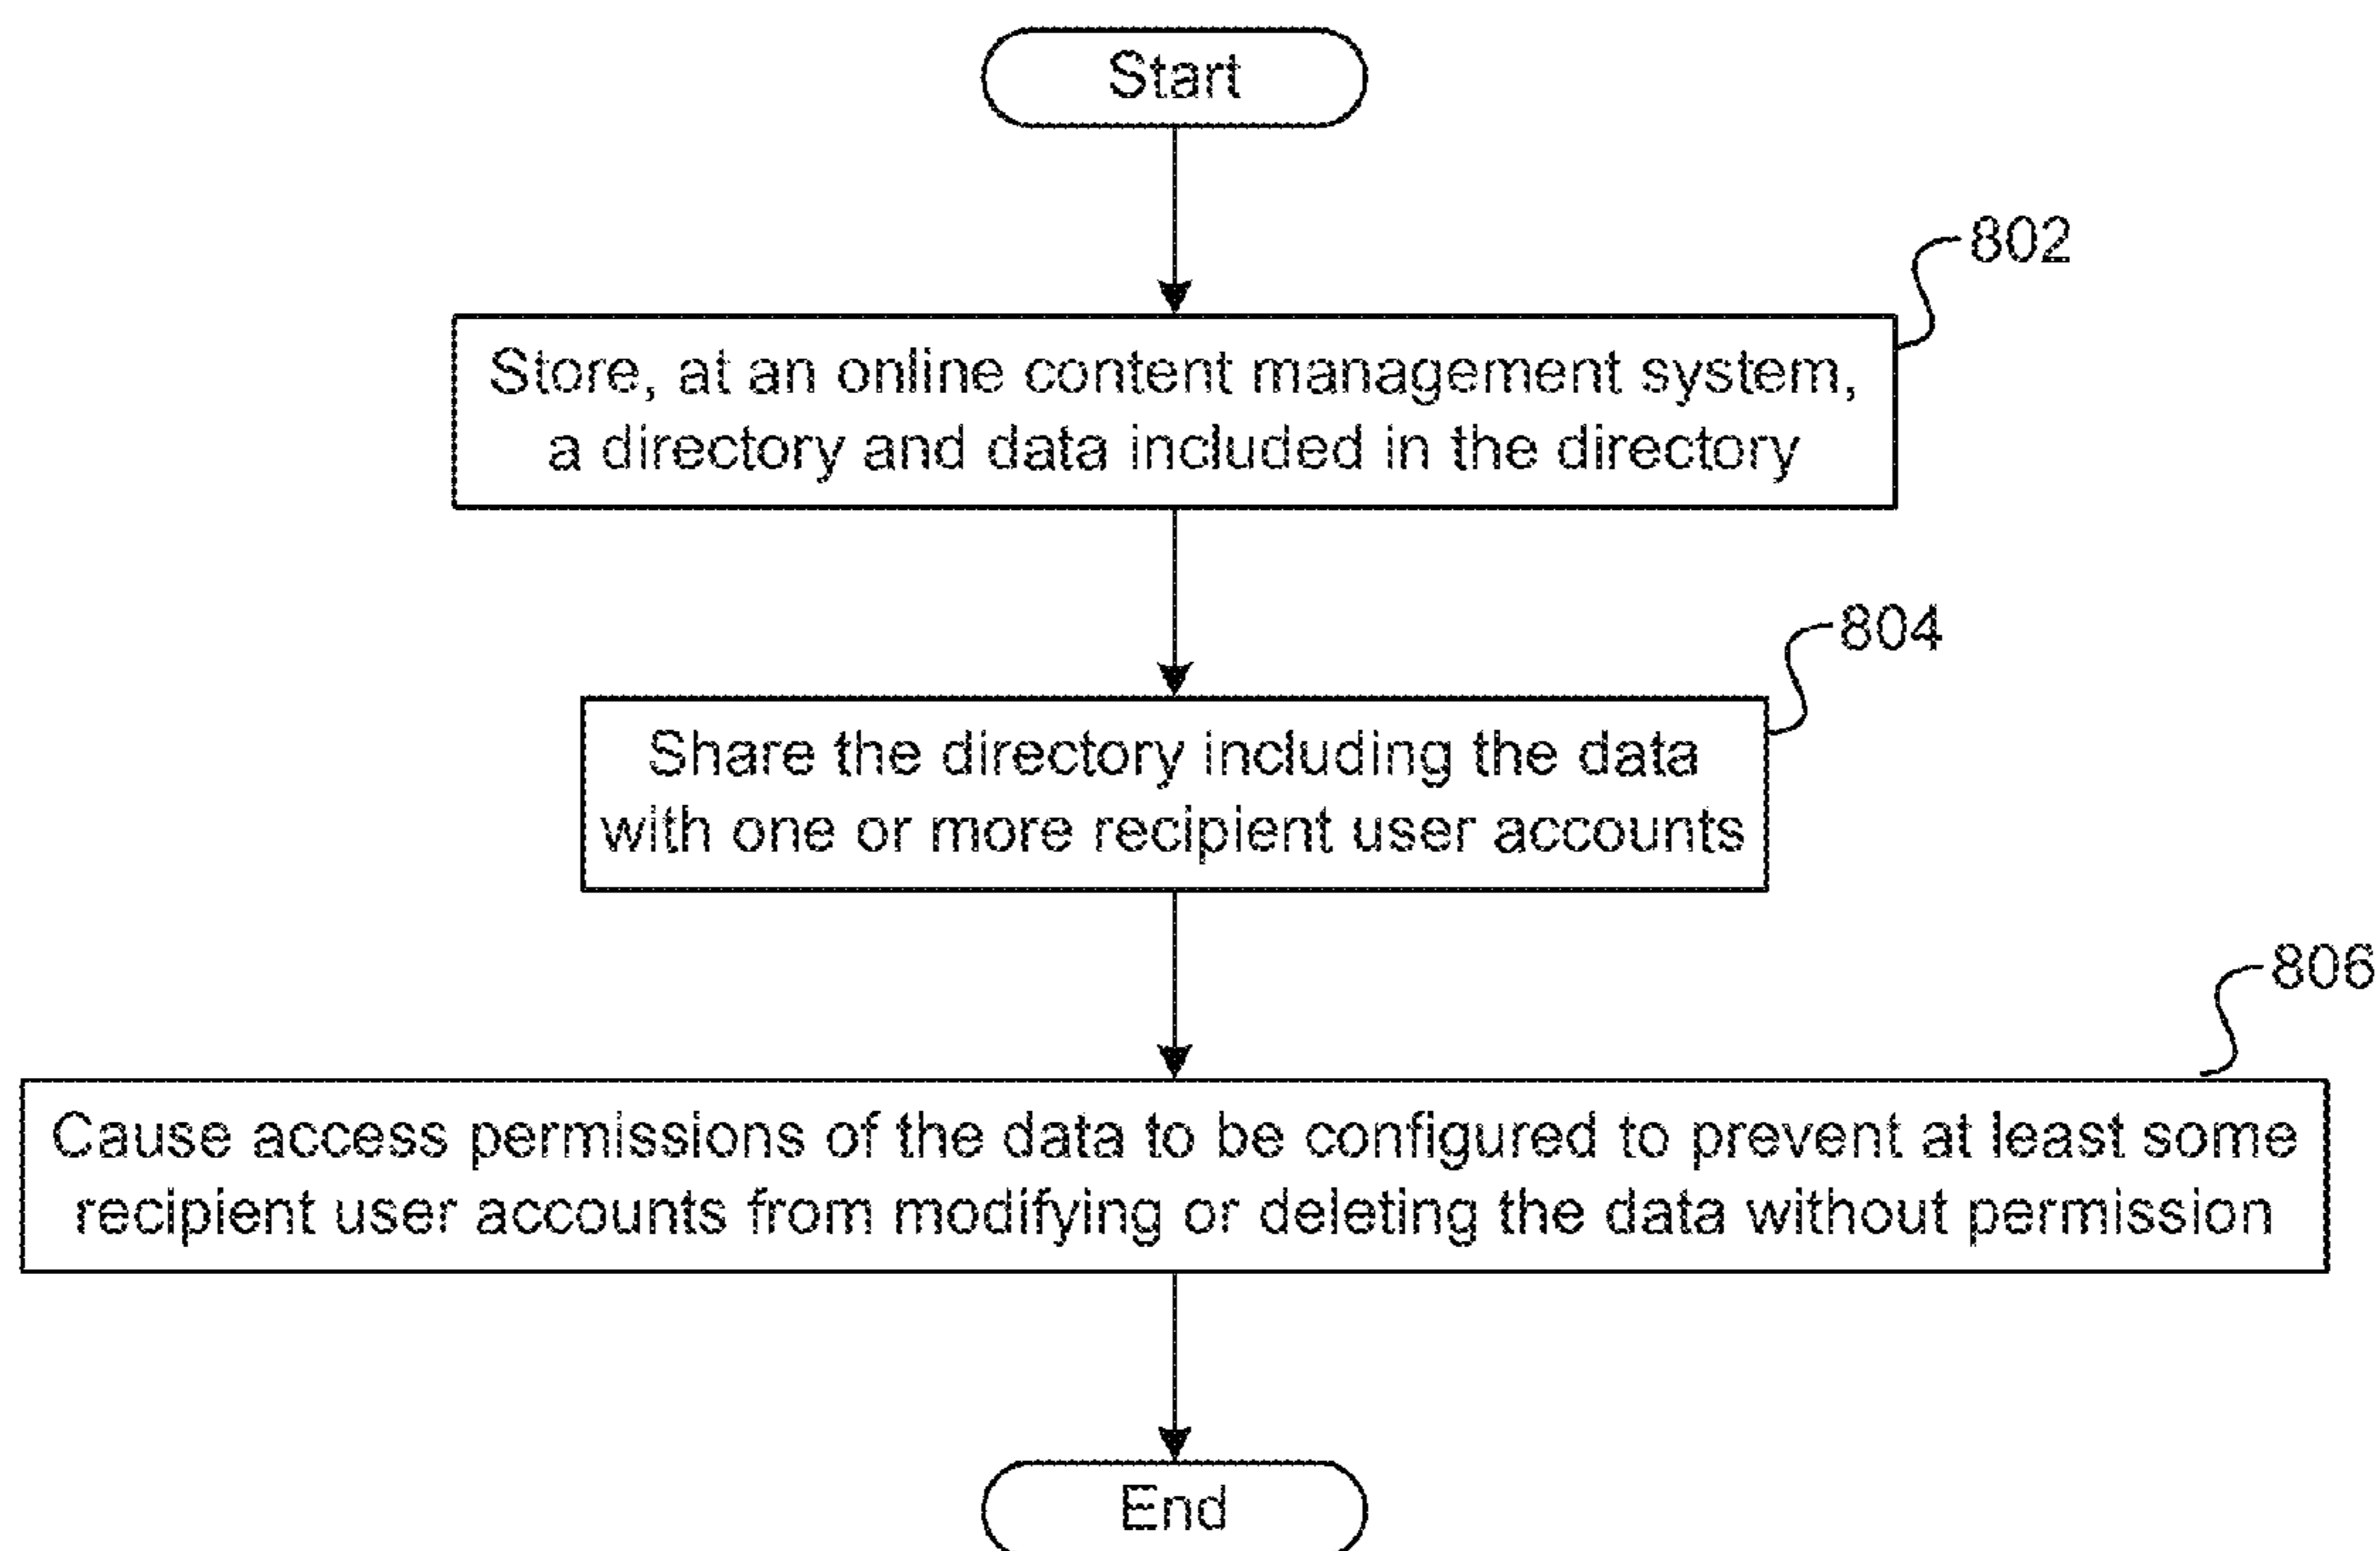 Start
802
Store, at an online content management system,
a directory and data included in the directory
804
Share the directory including the data
with one or more recipient user accounts
806
Cause access permissions of the data to be configured to prevent at least some
recipient user accounts from modifying or deleting the data without permission
End